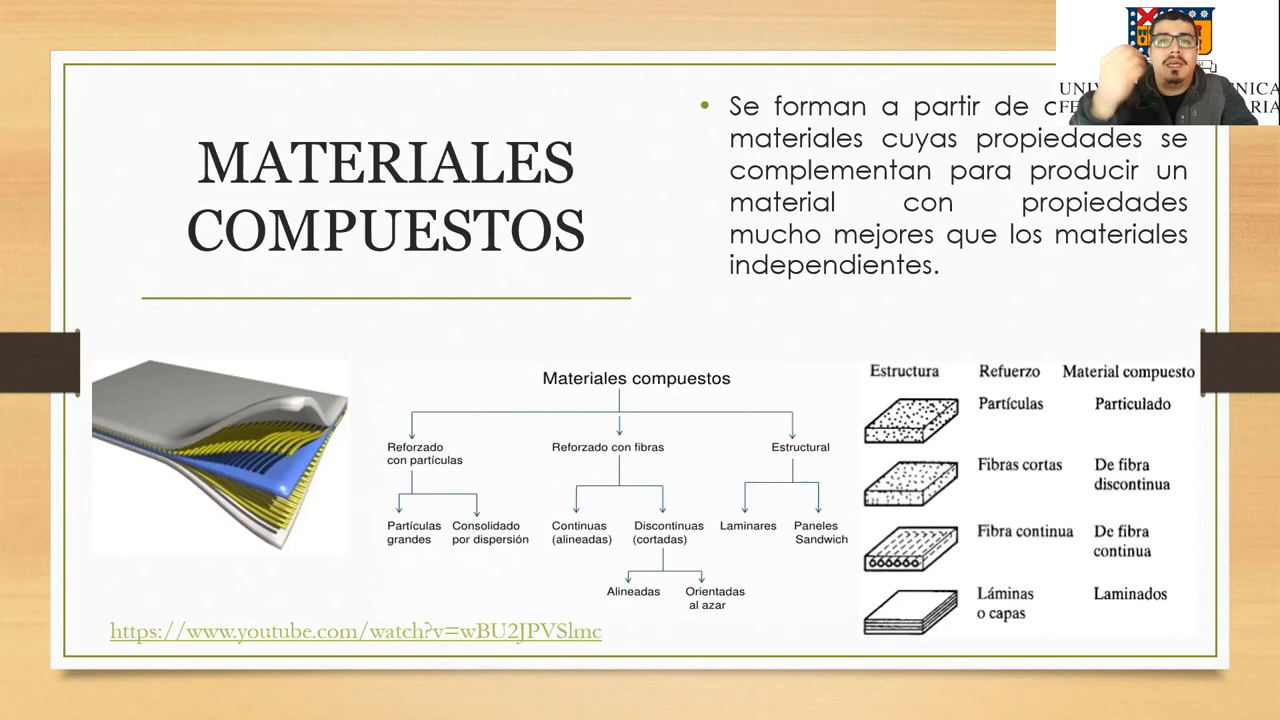 MATERIALES
COMPUESTOS
Se forman a partir de
materiales cuyas propiedades se
complementan para producir un
material con propiedades
mucho mejores que los materiales
independientes.
Materiales compuestos
Reforzado
con partículas
Reforzado con fibras
Estructural
Partículas
grandes
Consolidado
por dispersión
Continuas
(alineadas)
Discontinuas
(cortadas)
Laminares
Paneles
Sandwich
Alineadas
Orientadas
al azar
Estructura Refuerzo Material compuesto
Partículas Particulado
Fibras cortas De fibra
discontinua
Fibra continua De fibra
continua
Láminas
o capas
Laminados
https://www.youtube.com/watch?v=wBU2JPVSlmc